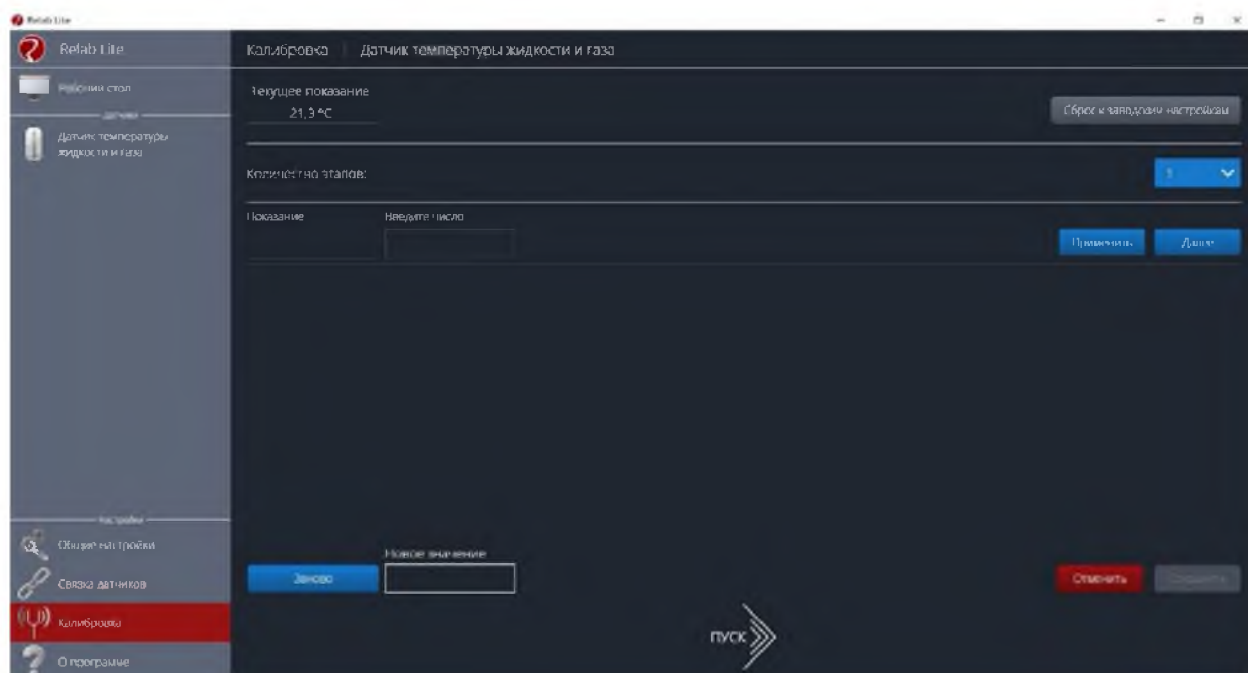 Relab Lite
Relab Lite
Калибровка
Датчик температуры жидкости и газа
Рабочий стол
Датчики
Датчик температуры
жидкости и газа
Текущее показание
21,3 °C
Сброс к заводским настройкам
Количество этапов:
Показание
Введите число
Применить
Далее
Настройки
Общие настройки
Связка датчиков
Калибровка
О программе
Новое значение
Заново
Отменить
Сохранить
пуск